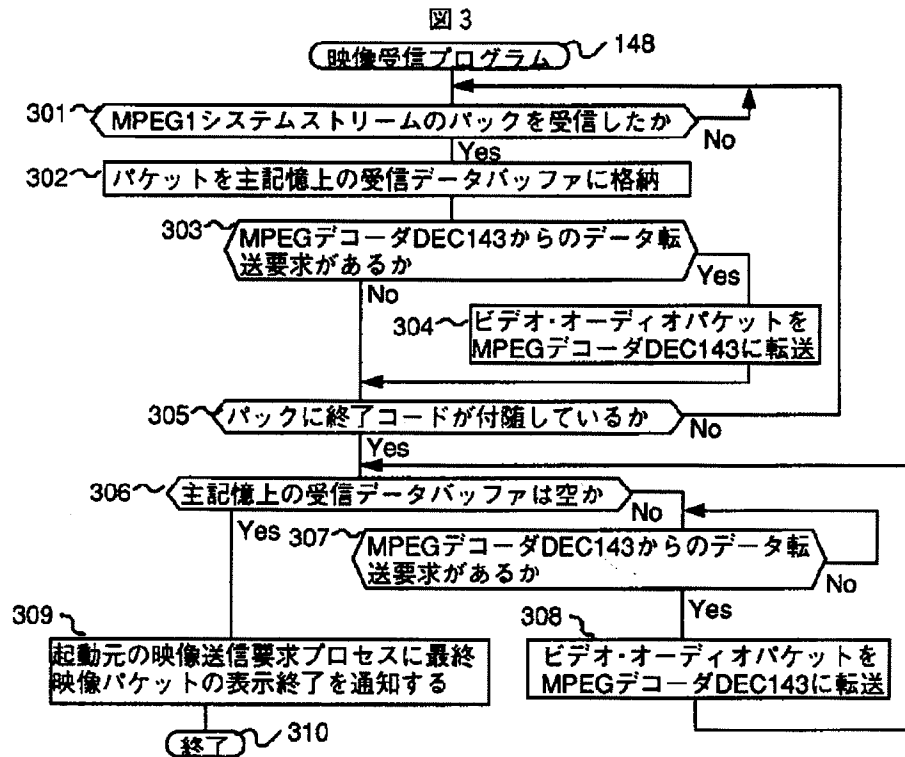 図3
映像受信プログラム
148
301
MPEG1システムストリームのパックを受信したか
No
Yes
302
パケットを主記憶上の受信データバッファに格納
303
MPEGデコーダDEC143からのデータ転
送要求があるか
Yes
No
304
ビデオ・オーディオパケットを
MPEGデコーダDEC143に転送
305
パックに終了コードが付随しているか
No
Yes
306
主記憶上の受信データバッファは空か
No
Yes
307
MPEGデコーダDEC143からのデータ転
送要求があるか
No
Yes
309
起動元の映像送信要求プロセスに最終
映像パケットの表示終了を通知する
308
ビデオ・オーディオパケットを
MPEGデコーダDEC143に転送
終了
310